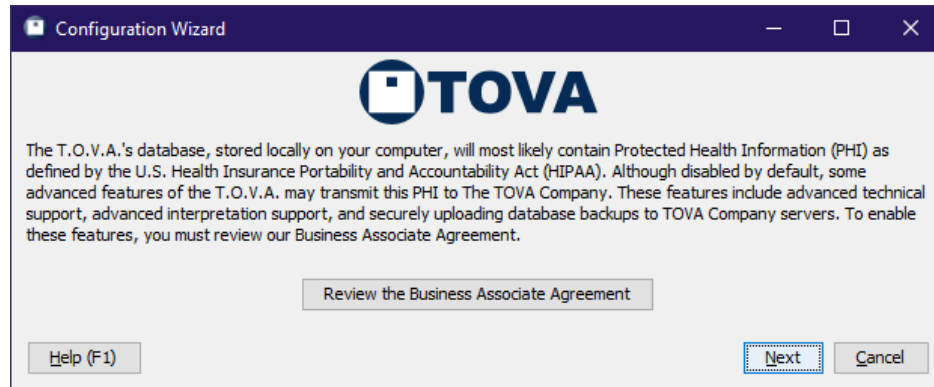 Configuration Wizard
TOVA
The T.O.V.A.'s database, stored locally on your computer, will most likely contain Protected Health Information (PHI) as
defined by the U.S. Health Insurance Portability and Accountability Act (HIPAA). Although disabled by default, some
advanced features of the T.O.V.A. may transmit this PHI to The TOVA Company. These features include advanced technical
support, advanced interpretation support, and securely uploading database backups to TOVA Company servers. To enable
these features, you must review our Business Associate Agreement.
Review the Business Associate Agreement
Help (F1)
Next
Cancel